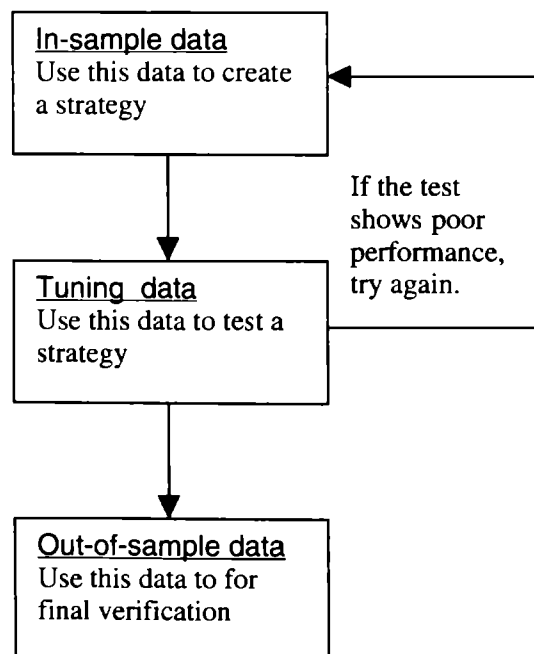 In-sample data
Use this data to create
a strategy
If the test
shows poor
performance,
try again.
Tuning data
Use this data to test a
strategy
Out-of-sample data
Use this data to for
final verification